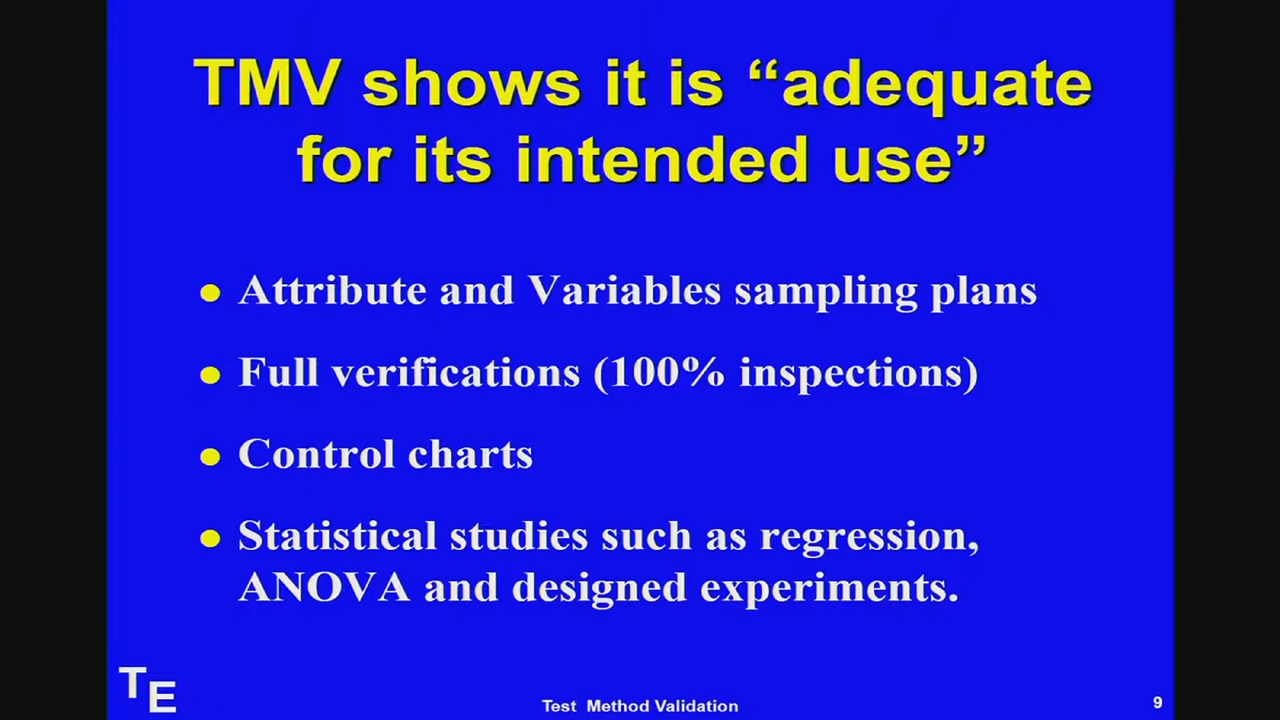 TMV shows it is “adequate
for its intended use”
Attribute and Variables sampling plans
Full verifications (100% inspections)
Control charts
Statistical studies such as regression,
ANOVA and designed experiments.
TE
Test Method Validation
9